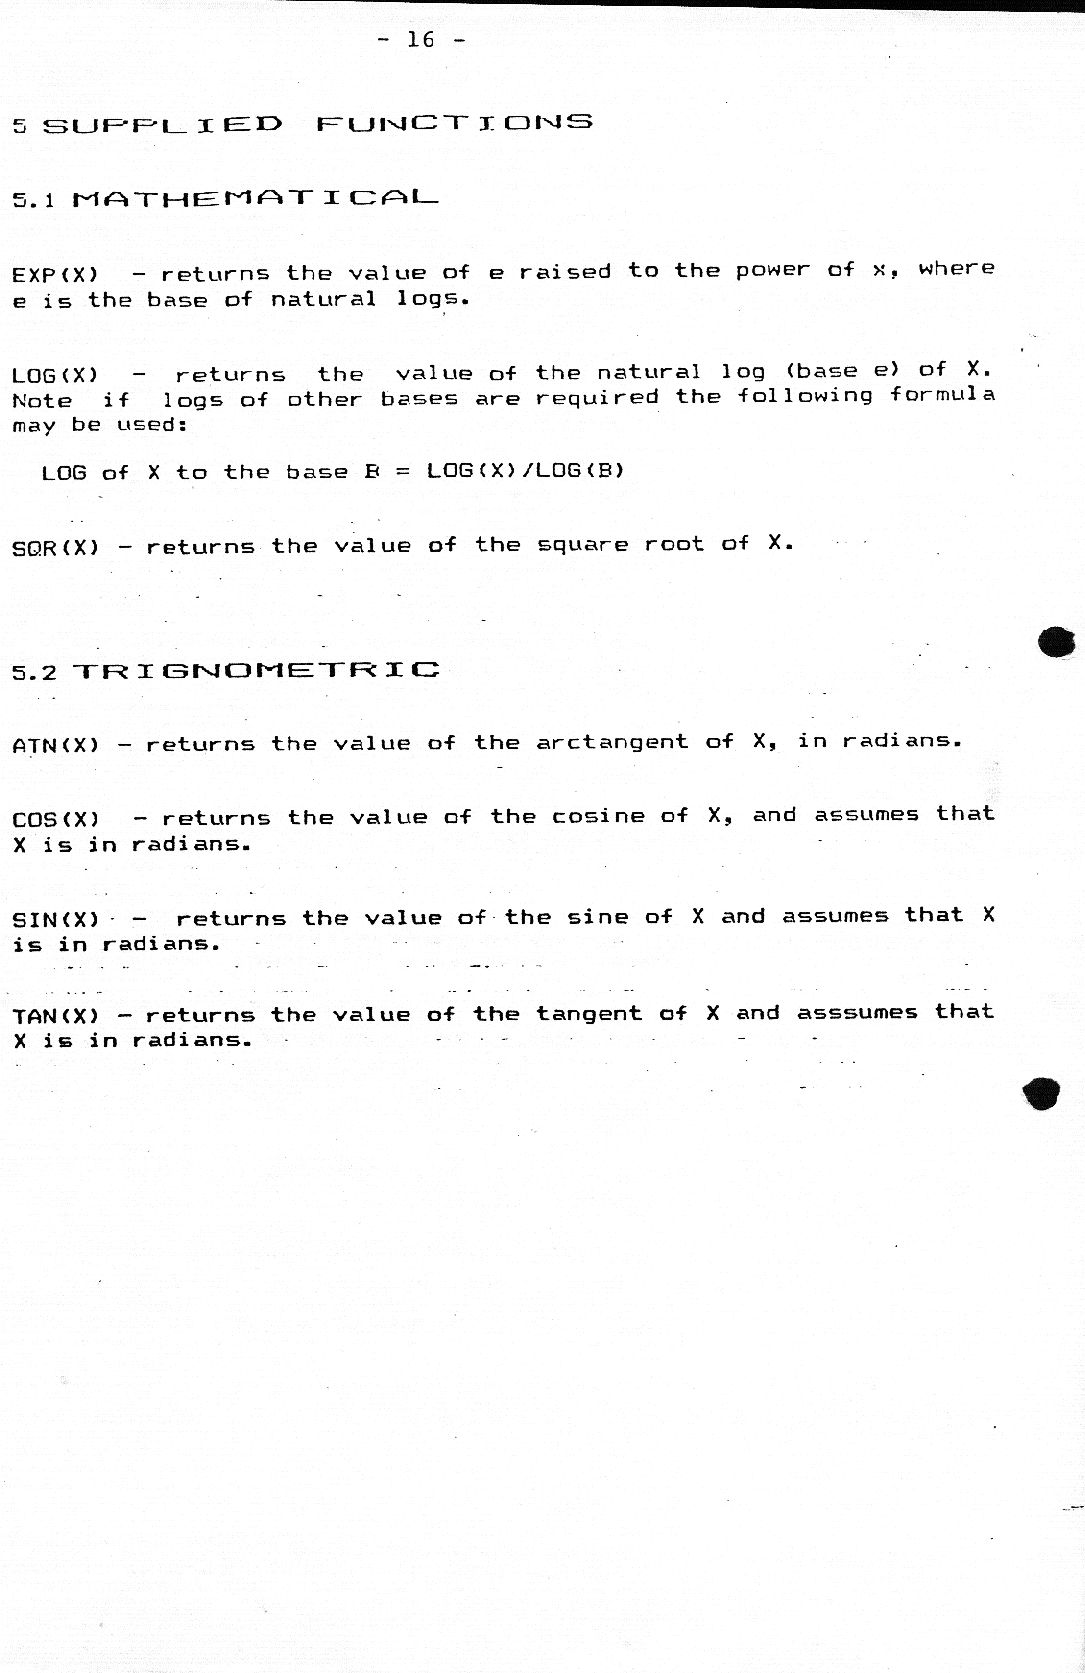 - 16 -
5 SUPPLIED FUNCTIONS
5.1 MATHEMATICAL
EXP(X) - returns the value of e raised to the power of x, where
e is the base of natural logs.
LOG(X) - returns the value of the natural log (base e) of X.
Note if logs of other bases are required the following formula
may be used:
LOG of X to the base B = LOG(X)/LOG(B)
SQR(X) - returns the value of the square root of X.
5.2 TRIGNOMETRIC
ATN(X) - returns the value of the arctangent of X, in radians.
COS(X) - returns the value of the cosine of X, and assumes that
X is in radians.
SIN(X) - returns the value of the sine of X and assumes that X
is in radians.
TAN(X) - returns the value of the tangent of X and asssumes that
X is in radians.